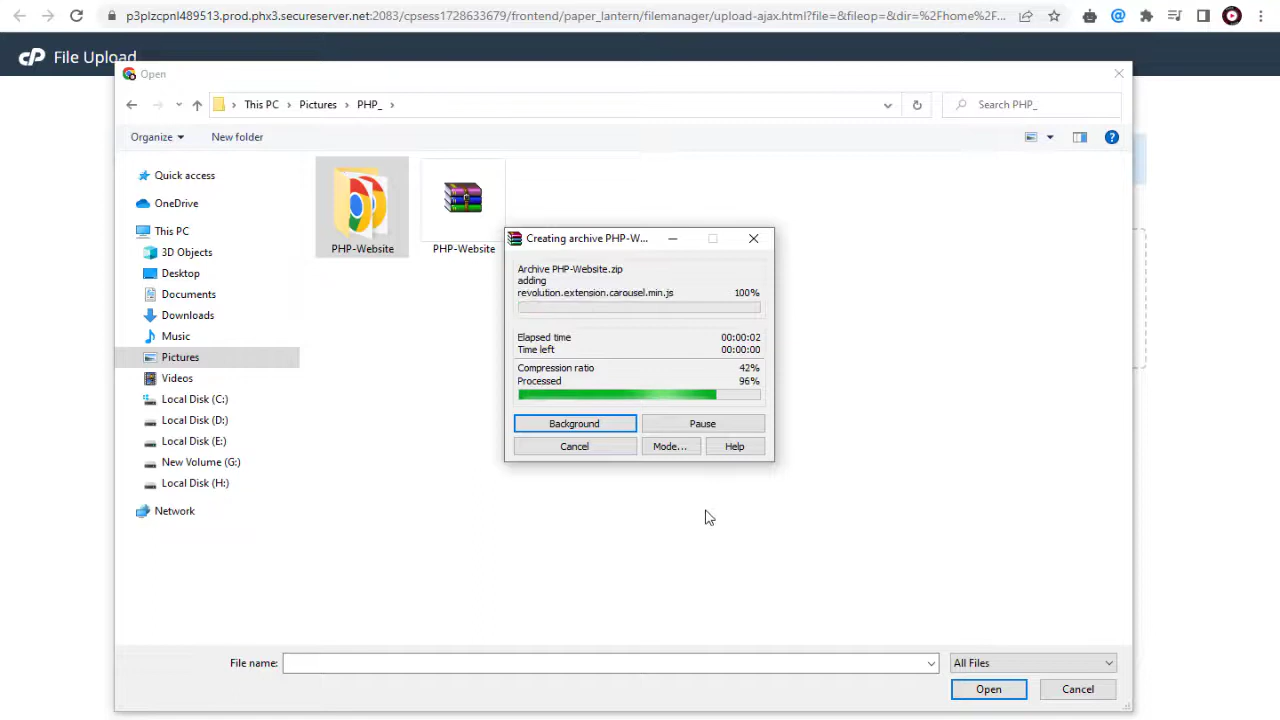 p3plzcpnl489513.prod.phx3.secureserver.net:2083/cpsess1728633679/frontend/paper_lantern/filemanager/upload-ajax.html?file=&fileop=&dir=%2Fhome%2F...
cP File Upload
Open
This PC > Pictures > PHP_ >
Search PHP_
Organize
New folder
Quick access
OneDrive
This PC
3D Objects
Desktop
Documents
Downloads
Music
Pictures
Videos
Local Disk (C:)
Local Disk (D:)
Local Disk (E:)
New Volume (G:)
Local Disk (H:)
Network
PHP-Website
PHP-Website
Creating archive PHP-W...
Archive PHP-Website.zip
adding
revolution.extension.carousel.min.js 100%
Elapsed time 00:00:02
Time left 00:00:00
Compression ratio 42%
Processed 96%
Background
Pause
Cancel
Mode...
Help
File name:
All Files
Open
Cancel